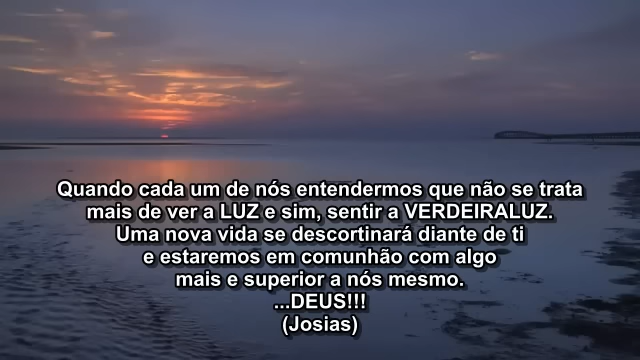 Quando cada um de nós entendermos que não se trata
mais de ver a LUZ e sim, sentir a VERDEIRALUZ.
Uma nova vida se descortinará diante de ti
e estaremos em comunhão com algo
mais e superior a nós mesmo.
...DEUS!!!
(Josias)